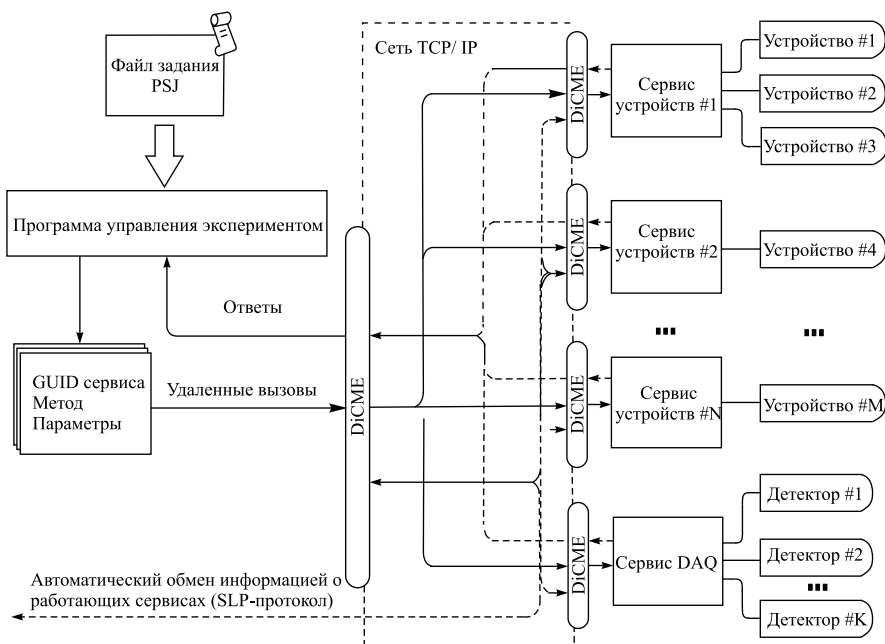 Файл задания
PSJ
Сеть TCP/ IP
Программа управления экспериментом
Ответы
GUID сервиса
Метод
Параметры
Удаленные вызовы
DiCME
Автоматический обмен информацией о
работающих сервисах (SLP-протокол)
DiCME
Сервис
устройств #1
Устройство #1
Устройство #2
Устройство #3
DiCME
Сервис
устройств #2
Устройство #4
DiCME
Сервис
устройств #N
Устройство #M
DiCME
Сервис DAQ
Детектор #1
Детектор #2
Детектор #K